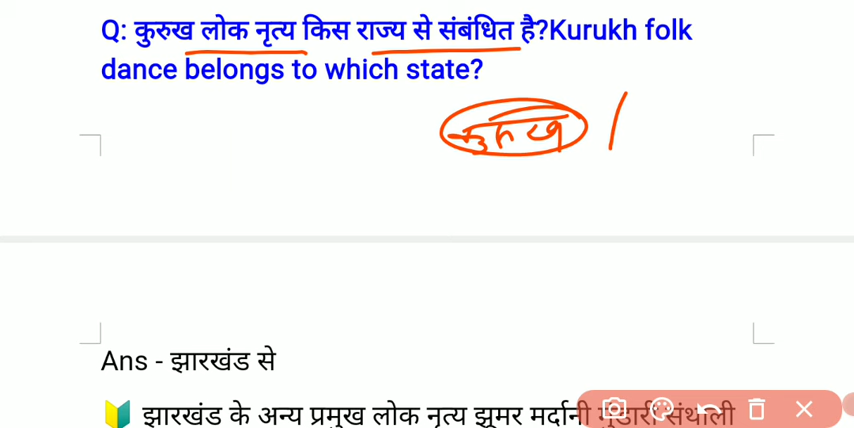 Q: कुरुख लोक नृत्य किस राज्य से संबंधित है?Kurukh folk
dance belongs to which state?
कुरुख
Ans - झारखंड से
झारखंड के अन्य प्रमुख लोक नृत्य झूमर मर्दानी मुंडारी संथाली